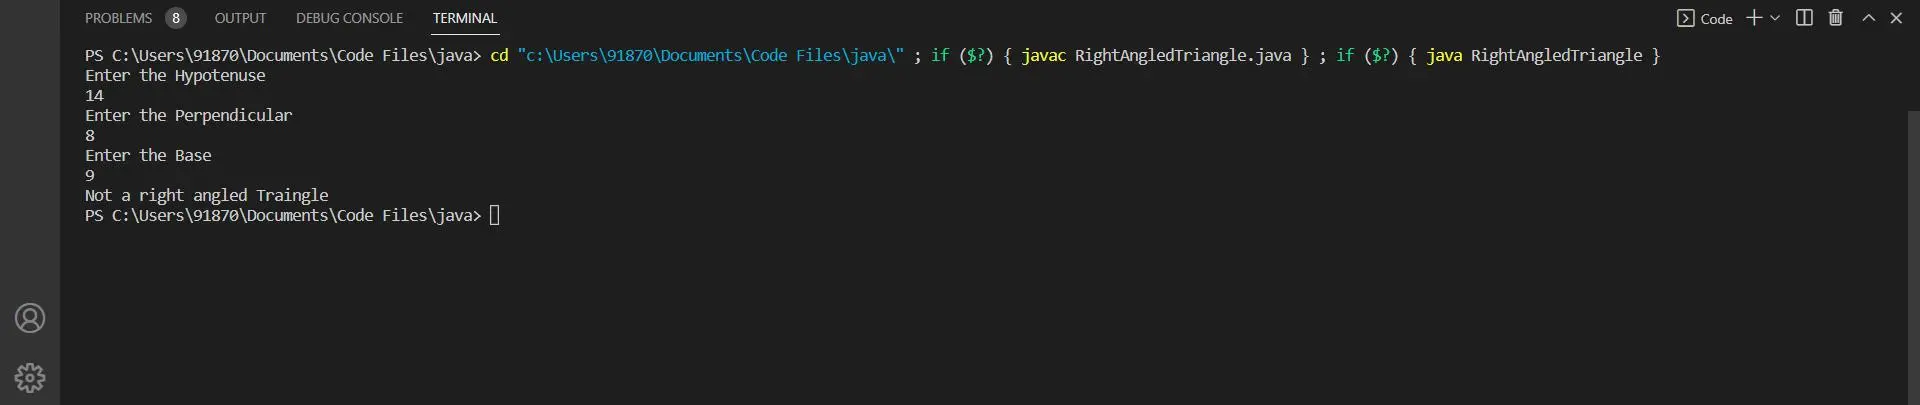 PROBLEMS 8 OUTPUT DEBUG CONSOLE TERMINAL Code
PS C:\Users\91870\Documents\Code Files\java> cd "c:\Users\91870\Documents\Code Files\java\" ; if ($?) { javac RightAngledTriangle.java } ; if ($?) { java RightAngledTriangle }
Enter the Hypotenuse
14
Enter the Perpendicular
8
Enter the Base
9
Not a right angled Traingle
PS C:\Users\91870\Documents\Code Files\java>